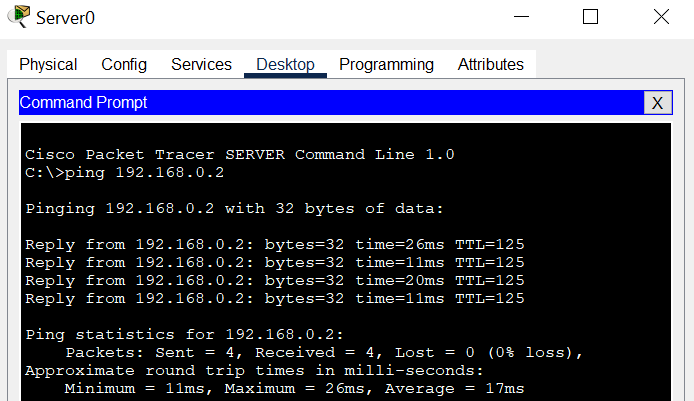 Server0
Physical Config Services Desktop Programming Attributes
Command Prompt X
Cisco Packet Tracer SERVER Command Line 1.0
C:\>ping 192.168.0.2
Pinging 192.168.0.2 with 32 bytes of data:
Reply from 192.168.0.2: bytes=32 time=26ms TTL=125
Reply from 192.168.0.2: bytes=32 time=11ms TTL=125
Reply from 192.168.0.2: bytes=32 time=20ms TTL=125
Reply from 192.168.0.2: bytes=32 time=11ms TTL=125
Ping statistics for 192.168.0.2:
    Packets: Sent = 4, Received = 4, Lost = 0 (0% loss),
Approximate round trip times in milli-seconds:
    Minimum = 11ms, Maximum = 26ms, Average = 17ms